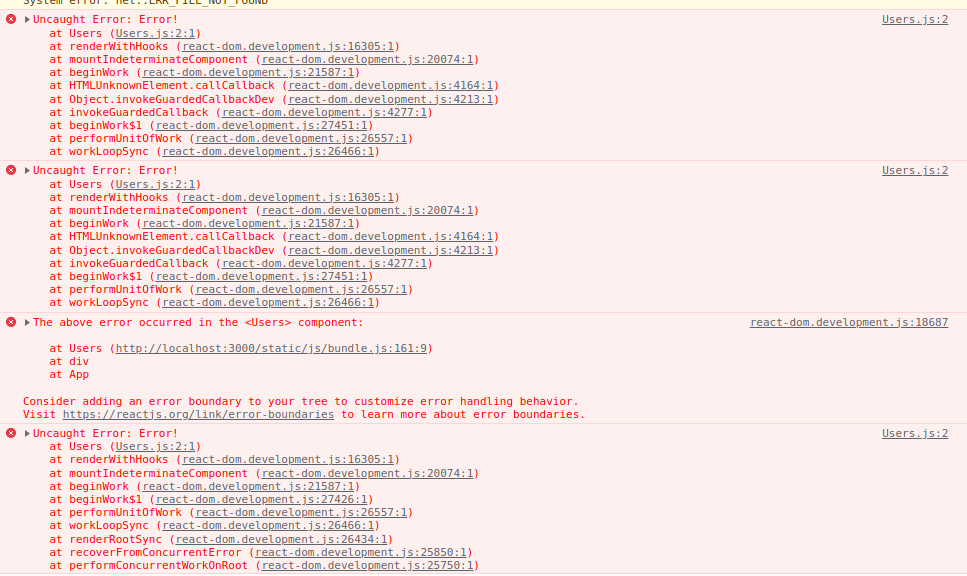 System error: net::ERR_FILE_NOT_FOUND
Uncaught Error: Error! Users.js:2
at Users (Users.js:2:1)
at renderWithHooks (react-dom.development.js:16305:1)
at mountIndeterminateComponent (react-dom.development.js:20074:1)
at beginWork (react-dom.development.js:21587:1)
at HTMLUnknownElement.callCallback (react-dom.development.js:4164:1)
at Object.invokeGuardedCallbackDev (react-dom.development.js:4213:1)
at invokeGuardedCallback (react-dom.development.js:4277:1)
at beginWork$1 (react-dom.development.js:27451:1)
at performUnitOfWork (react-dom.development.js:26557:1)
at workLoopSync (react-dom.development.js:26466:1)
Uncaught Error: Error! Users.js:2
at Users (Users.js:2:1)
at renderWithHooks (react-dom.development.js:16305:1)
at mountIndeterminateComponent (react-dom.development.js:20074:1)
at beginWork (react-dom.development.js:21587:1)
at HTMLUnknownElement.callCallback (react-dom.development.js:4164:1)
at Object.invokeGuardedCallbackDev (react-dom.development.js:4213:1)
at invokeGuardedCallback (react-dom.development.js:4277:1)
at beginWork$1 (react-dom.development.js:27451:1)
at performUnitOfWork (react-dom.development.js:26557:1)
at workLoopSync (react-dom.development.js:26466:1)
The above error occurred in the <Users> component: react-dom.development.js:18687
at Users (http://localhost:3000/static/js/bundle.js:161:9)
at div
at App
Consider adding an error boundary to your tree to customize error handling behavior.
Visit https://reactjs.org/link/error-boundaries to learn more about error boundaries.
Uncaught Error: Error! Users.js:2
at Users (Users.js:2:1)
at renderWithHooks (react-dom.development.js:16305:1)
at mountIndeterminateComponent (react-dom.development.js:20074:1)
at beginWork (react-dom.development.js:21587:1)
at beginWork$1 (react-dom.development.js:27426:1)
at performUnitOfWork (react-dom.development.js:26557:1)
at workLoopSync (react-dom.development.js:26466:1)
at renderRootSync (react-dom.development.js:26434:1)
at recoverFromConcurrentError (react-dom.development.js:25850:1)
at performConcurrentWorkOnRoot (react-dom.development.js:25750:1)